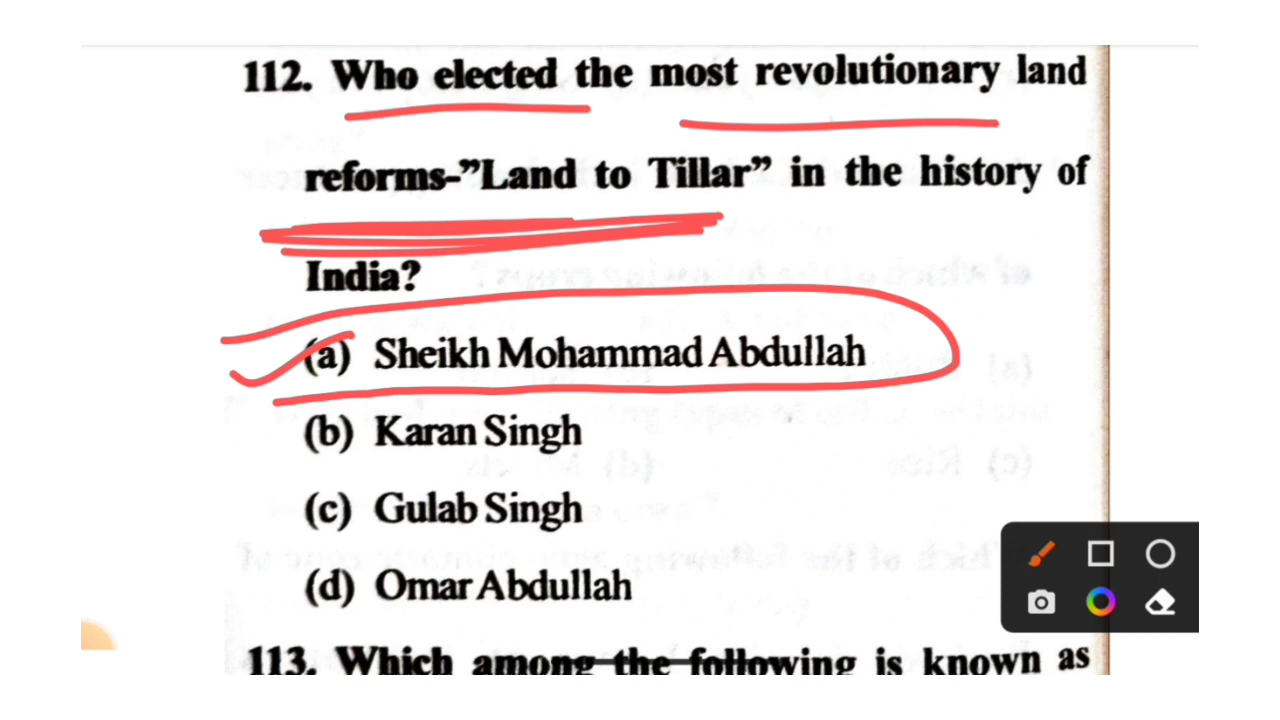 112. Who elected the most revolutionary land
reforms-”Land to Tillar” in the history of
India?
(a) Sheikh Mohammad Abdullah
(b) Karan Singh
(c) Gulab Singh
(d) Omar Abdullah
113. Which among the following is known as